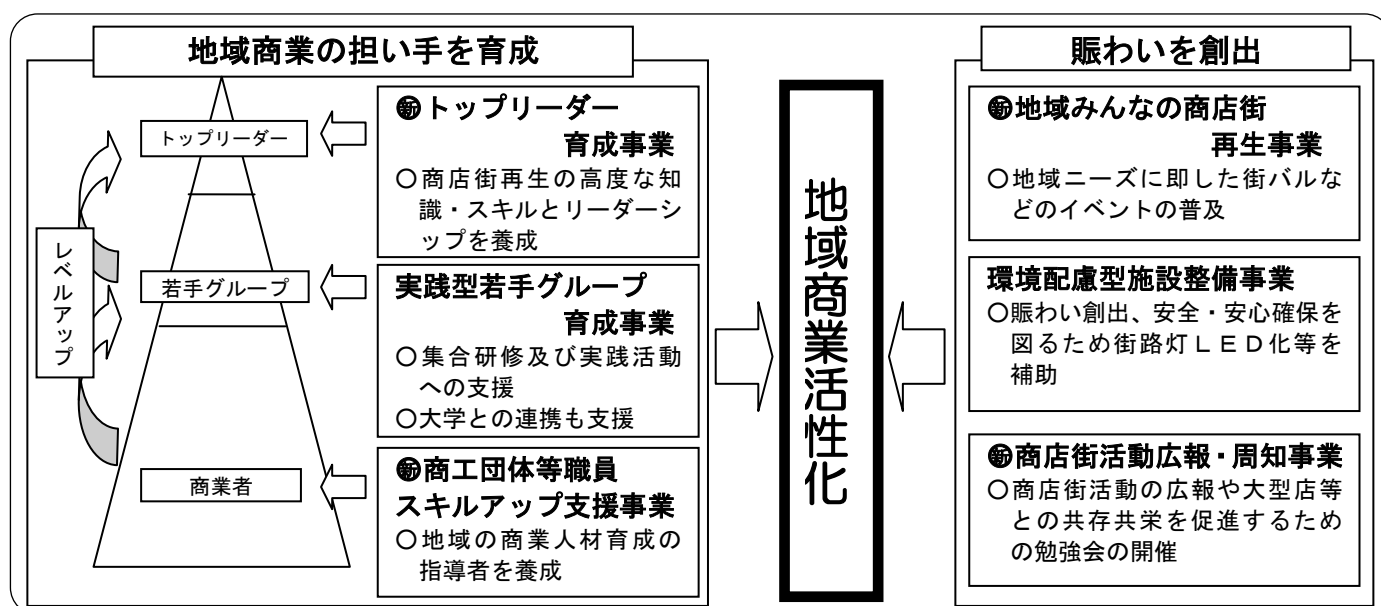 地域商業の担い手を育成
トップリーダー
若手グループ
商業者
レベルアップ
㊟トップリーダー
育成事業
○商店街再生の高度な知
識・スキルとリーダーシ
ップを養成
実践型若手グループ
育成事業
○集合研修及び実践活動
への支援
○大学との連携も支援
新商工団体等職員
スキルアップ支援事業
○地域の商業人材育成の
指導者を養成
地域商業活性化
賑わいを創出
新地域みんなの商店街
再生事業
○地域ニーズに即した街バルな
どのイベントの普及
環境配慮型施設整備事業
○賑わい創出、安全・安心確保を
図るため街路灯ＬＥＤ化等を
補助
新商店街活動広報・周知事業
○商店街活動の広報や大型店等
との共存共栄を促進するため
の勉強会の開催